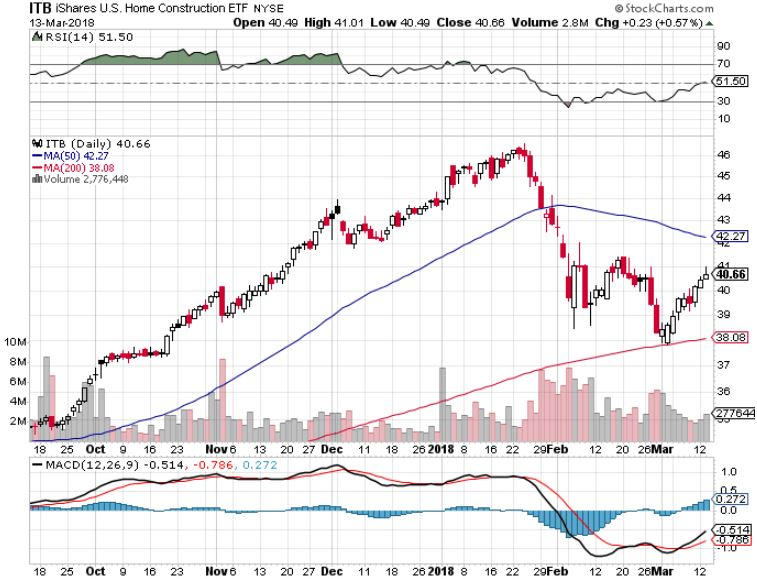 ITB iShares U.S. Home Construction ETF NYSE © StockCharts.com
13-Mar-2018 Open 40.49 High 41.01 Low 40.49 Close 40.66 Volume 2.8M Chg +0.23 (+0.57%)
RSI(14) 51.50
90
70
51.50
30
10
ITB (Daily) 40.66
MA(50) 42.27
MA(200) 38.08
Volume 2,776,448
46
45
44
43
42.27
42
40.66
40
39
38.08
37
36
35
277644
10M
8M
6M
4M
2M
18 25 Oct 9 16 23 Nov 6 13 20 27 Dec 11 18 26 2018 8 16 22 29 Feb 12 20 26 Mar 12
MACD(12,26,9) -0.514, -0.786, 0.272
1.0
0.5
0.272
0.0
-0.514
-0.786
-1.0
18 25 Oct 9 16 23 Nov 6 13 20 27 Dec 11 18 26 2018 8 16 22 29 Feb 12 20 26 Mar 12